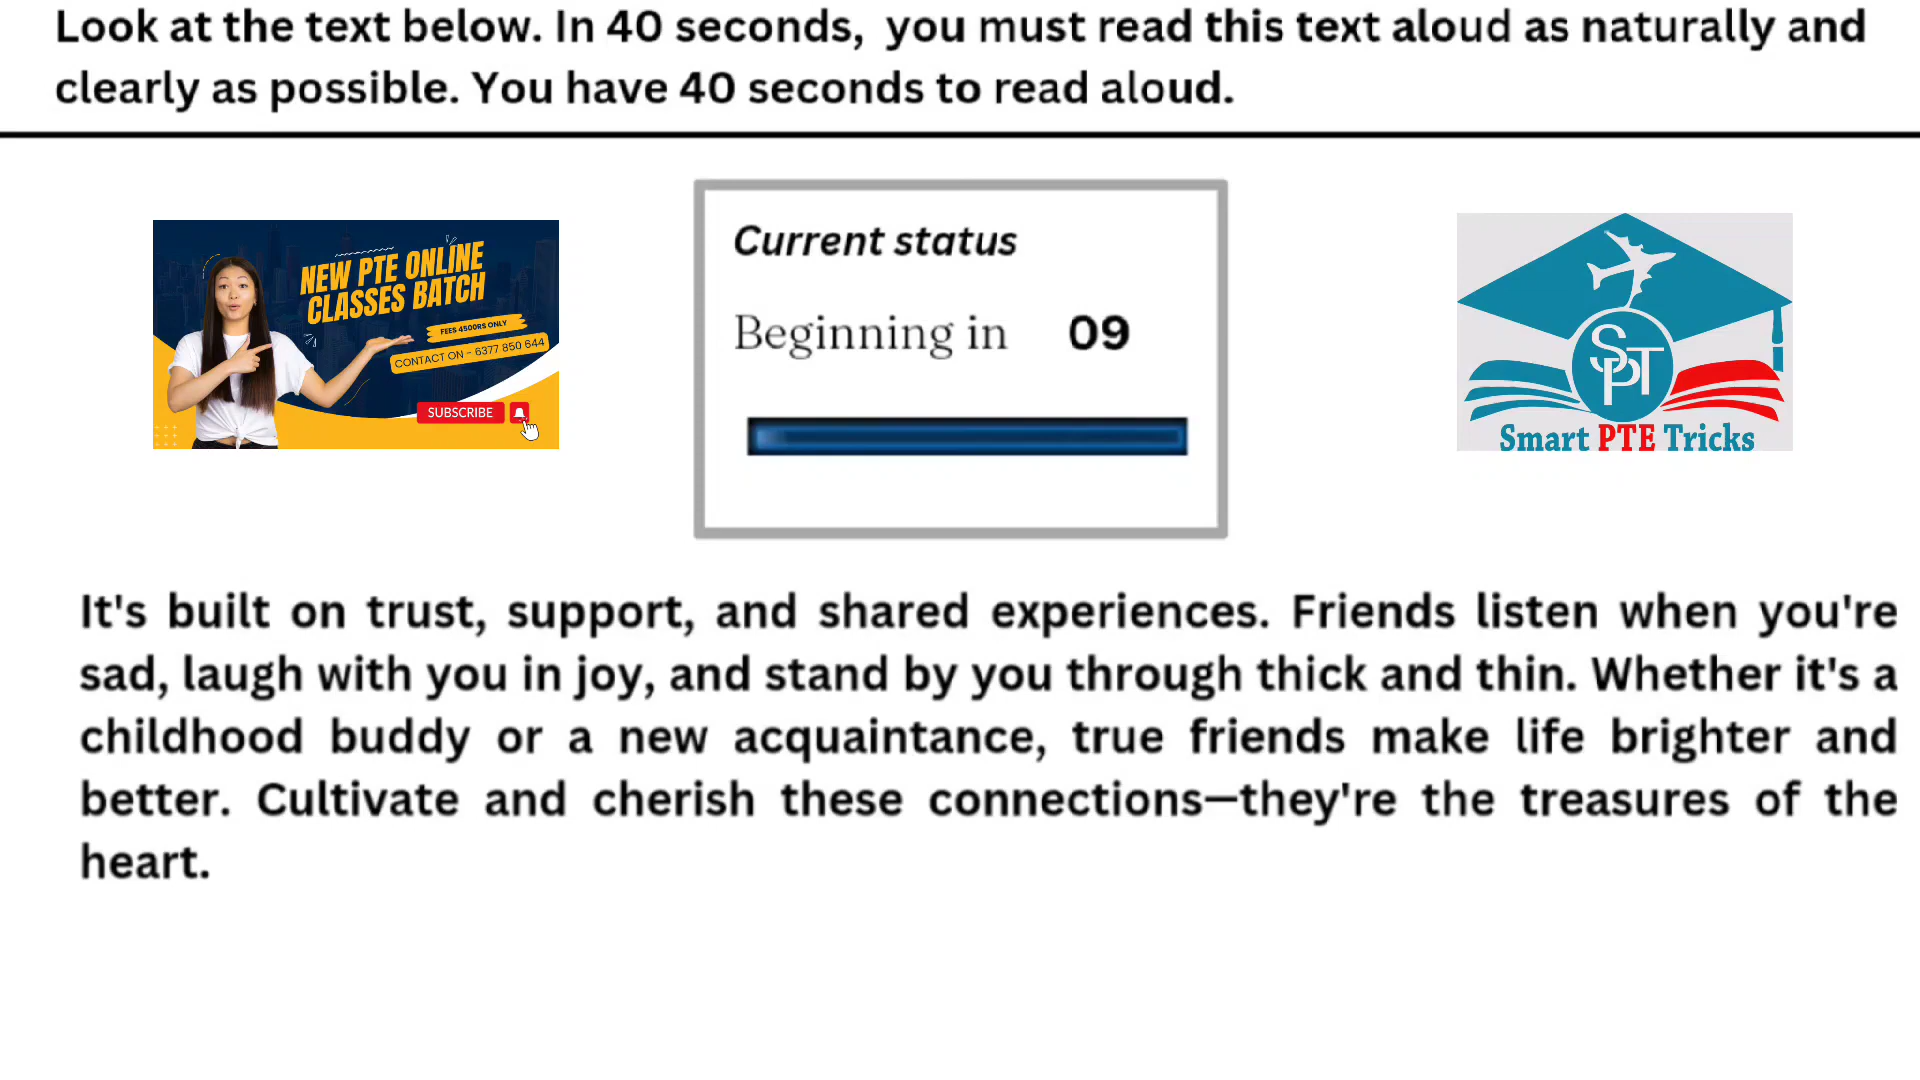 Look at the text below. In 40 seconds, you must read this text aloud as naturally and
clearly as possible. You have 40 seconds to read aloud.
NEW PTE ONLINE
CLASSES BATCH
FEES 4500RS ONLY
CONTACT ON - 6377 850 644
SUBSCRIBE
Current status
Beginning in 09
SPT
Smart PTE Tricks
It's built on trust, support, and shared experiences. Friends listen when you're
sad, laugh with you in joy, and stand by you through thick and thin. Whether it's a
childhood buddy or a new acquaintance, true friends make life brighter and
better. Cultivate and cherish these connections—they're the treasures of the
heart.